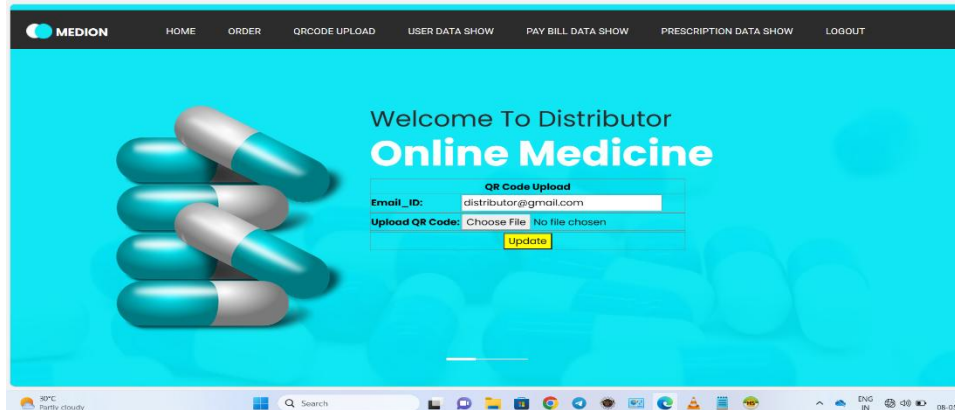 MEDION HOME ORDER QRCODE UPLOAD USER DATA SHOW PAY BILL DATA SHOW PRESCRIPTION DATA SHOW LOGOUT
Welcome To Distributor
Online Medicine
QR Code Upload
Email_ID: distributor@gmail.com
Upload QR Code: Choose File No file chosen
Update
30°C
Partly cloudy
Search
ENG
IN